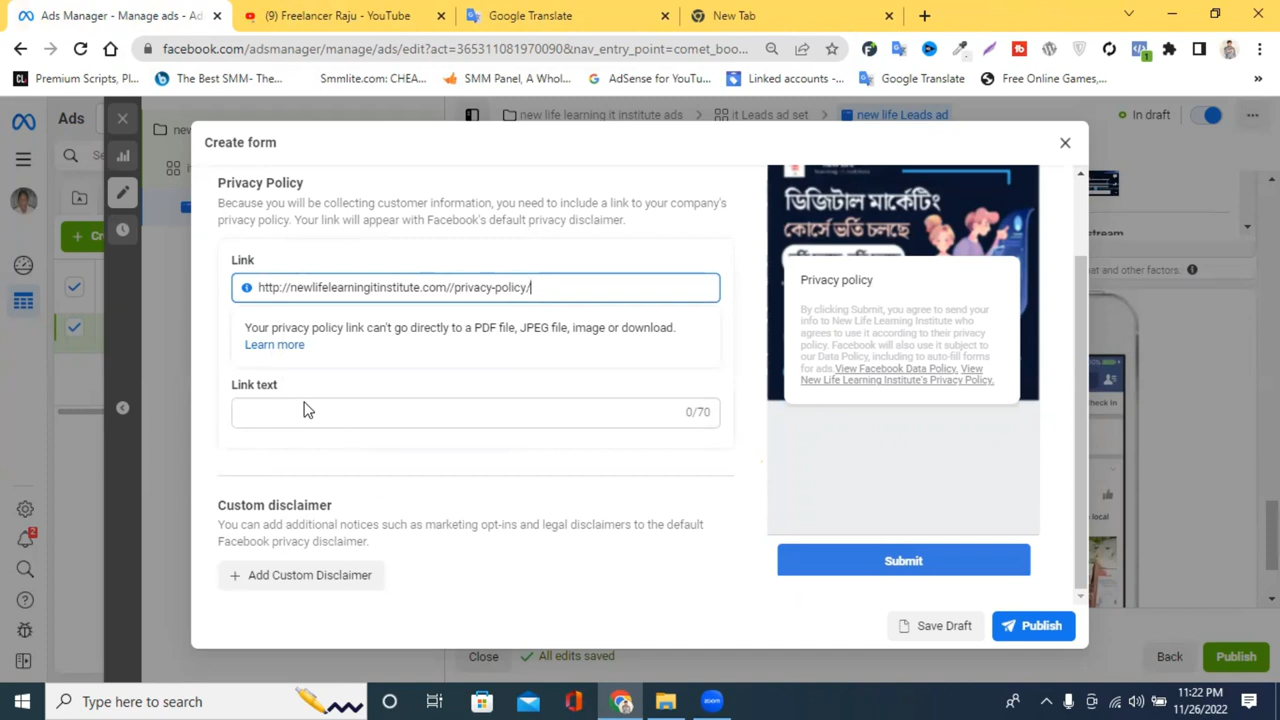 Ads Manager - Manage ads - Ad
(9) Freelancer Raju - YouTube
Google Translate
New Tab
facebook.com/adsmanager/manage/ads/edit?act=365311081970090&nav_entry_point=comet_boo...
Premium Scripts, Pl...
The Best SMM- The...
Smmlite.com: CHEA...
SMM Panel, A Whol...
AdSense for YouTu...
Linked accounts -...
Google Translate
Free Online Games,...
Ads
new
new life learning it institute ads
it Leads ad set
new life Leads ad
In draft
Create form
Privacy Policy
Because you will be collecting customer information, you need to include a link to your company's
privacy policy. Your link will appear with Facebook's default privacy disclaimer.
Link
http://newlifelearningitinstitute.com//privacy-policy/
Your privacy policy link can't go directly to a PDF file, JPEG file, image or download.
Learn more
Link text
0/70
Custom disclaimer
You can add additional notices such as marketing opt-ins and legal disclaimers to the default
Facebook privacy disclaimer.
+ Add Custom Disclaimer
ডিজিটাল মার্কেটিং
কোর্সে ভর্তি চলছে
Privacy policy
By clicking Submit, you agree to send your
info to New Life Learning Institute who
agrees to use it according to their privacy
policy. Facebook will also use it subject to
our Data Policy, including to auto-fill forms
for ads.View Facebook Data Policy. View
New Life Learning Institute's Privacy Policy.
Submit
Save Draft
Publish
stream
at and other factors.
heck in
local
Close
All edits saved
Back
Publish
Type here to search
11:22 PM
11/26/2022